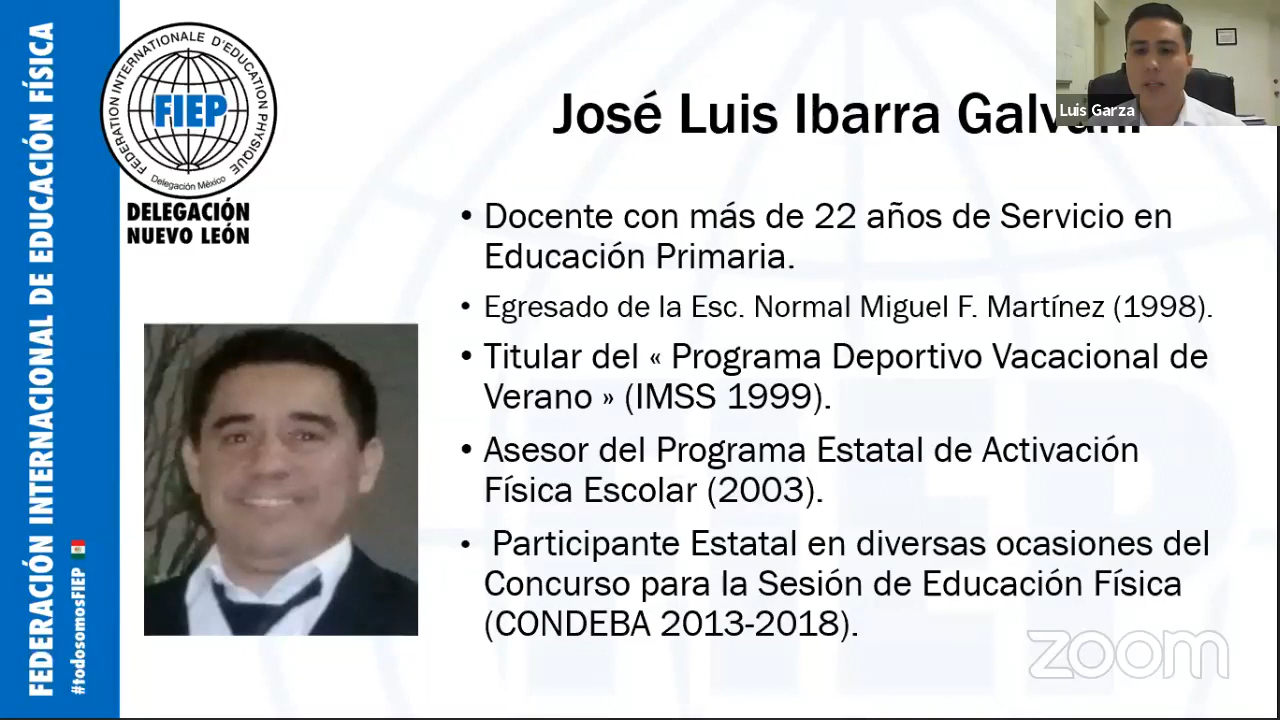 FEDERACIÓN INTERNACIONAL DE EDUCACIÓN FÍSICA
#todosomosFIEP
FEDERATION INTERNATIONALE D'EDUCATION PHYSIQUE
FIEP
Delegación México
DELEGACIÓN
NUEVO LEÓN
Luis Garza
José Luis Ibarra
• Docente con más de 22 años de Servicio en
Educación Primaria.
• Egresado de la Esc. Normal Miguel F. Martínez (1998).
• Titular del « Programa Deportivo Vacacional de
Verano » (IMSS 1999).
• Asesor del Programa Estatal de Activación
Física Escolar (2003).
• Participante Estatal en diversas ocasiones del
Concurso para la Sesión de Educación Física
(CONDEBA 2013-2018).
zoom